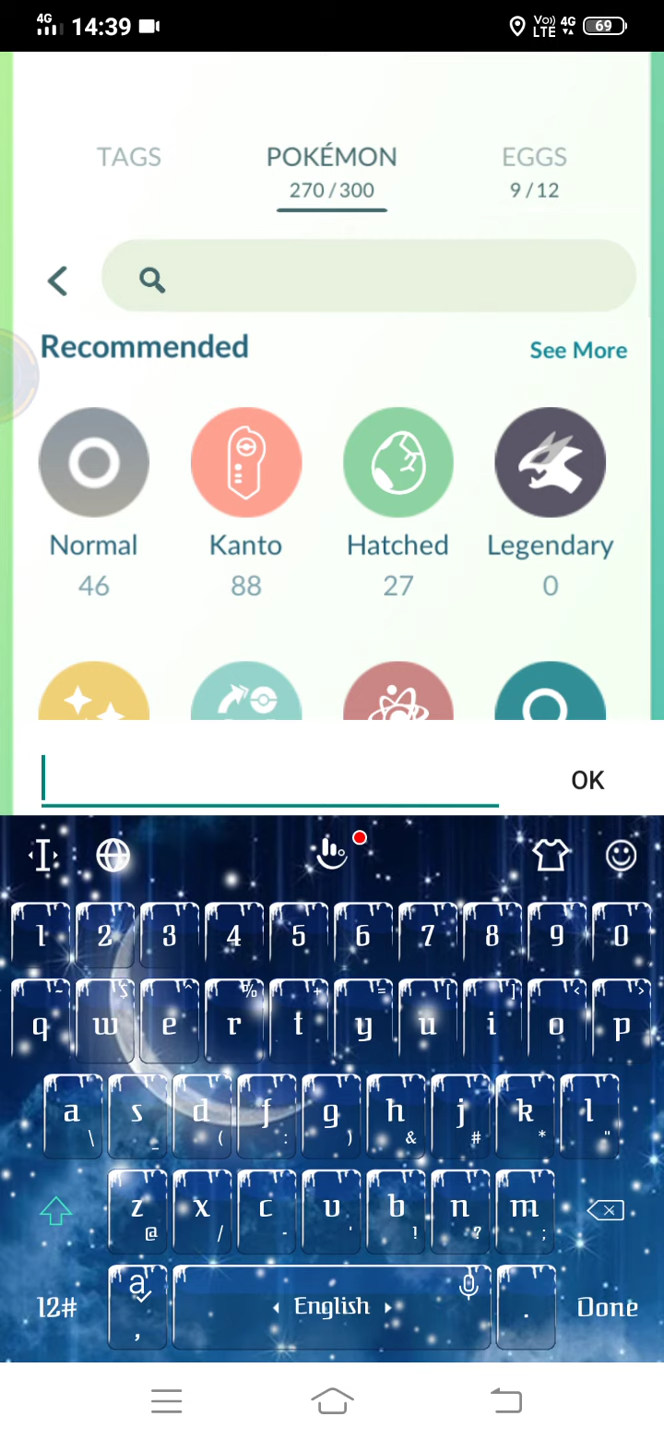 4G 14:39 Vo)) LTE 4G 69
TAGS POKÉMON EGGS
270 / 300 9 / 12
Recommended See More
Normal Kanto Hatched Legendary
46 88 27 0
OK
1 2 3 4 5 6 7 8 9 0
~ $ ^ % + = [ ] < >
q w e r t y u i o p
a s d f g h j k l
\ _ ( : ) & # * "
z x c v b n m
@ / - ' ! ? ;
12# a , English . Done